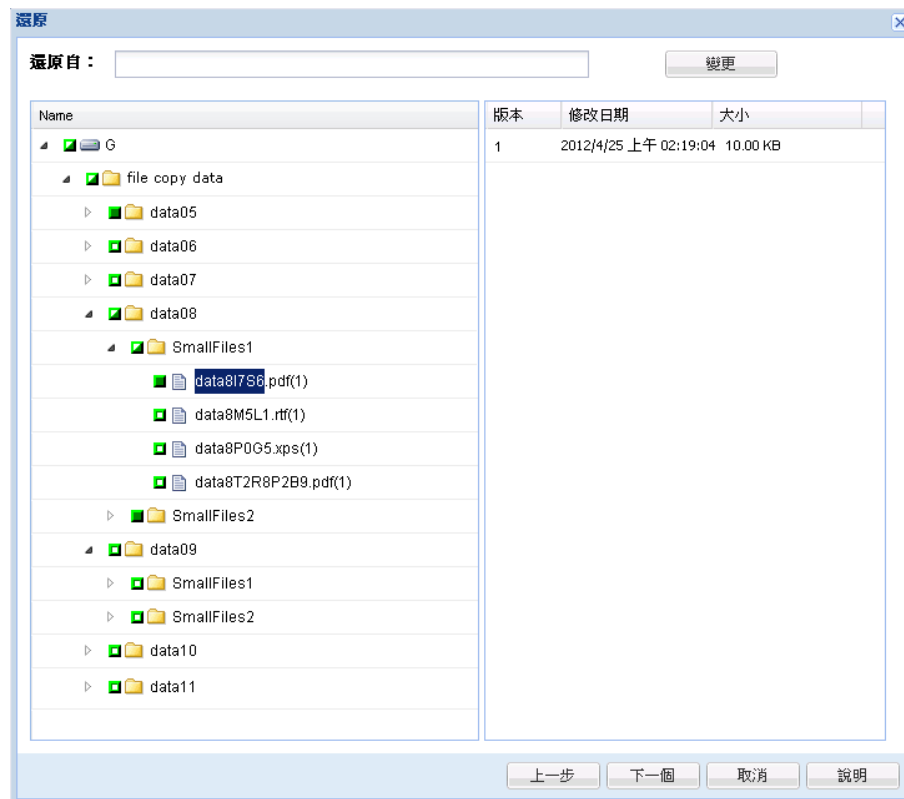 還原
還原自：
變更
Name
版本 修改日期 大小
G
1 2012/4/25 上午 02:19:04 10.00 KB
file copy data
data05
data06
data07
data08
SmallFiles1
data8I7S6.pdf(1)
data8M5L1.rtf(1)
data8P0G5.xps(1)
data8T2R8P2B9.pdf(1)
SmallFiles2
data09
SmallFiles1
SmallFiles2
data10
data11
上一步 下一個 取消 說明